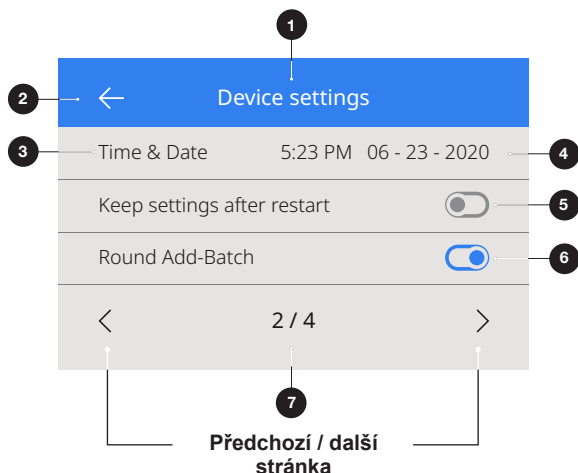 1
2
Device settings
3
Time & Date 5:23 PM 06 - 23 - 2020
4
Keep settings after restart
5
Round Add-Batch
6
2 / 4
7
Předchozí / další
stránka